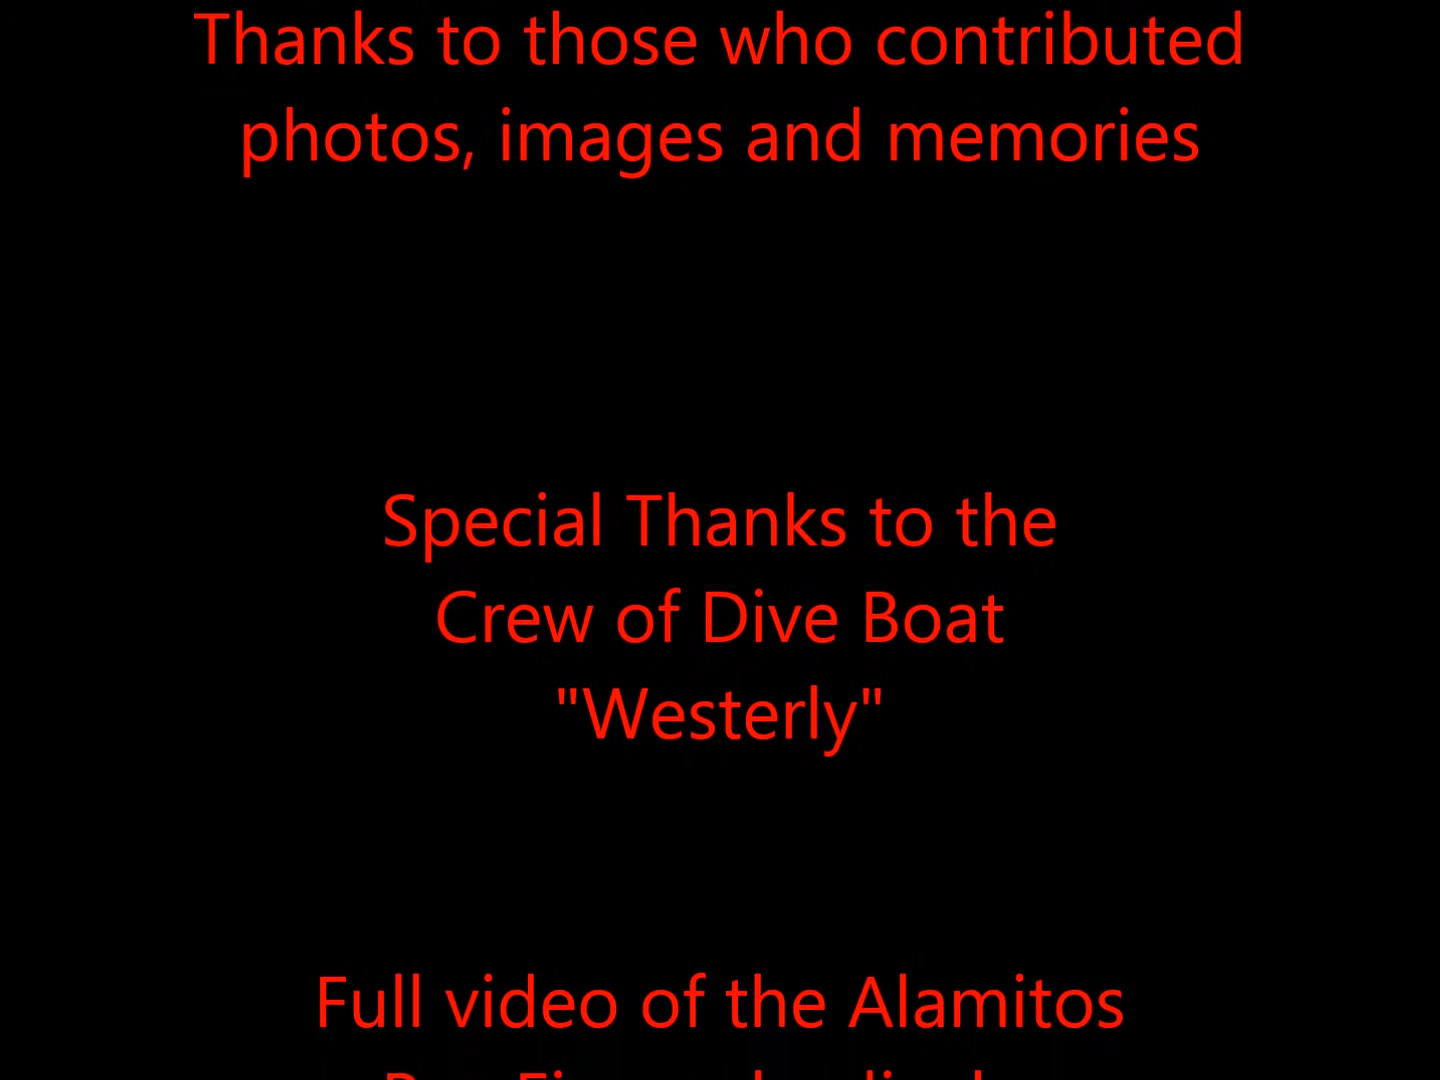 Thanks to those who contributed
photos, images and memories
Special Thanks to the
Crew of Dive Boat
"Westerly"
Full video of the Alamitos